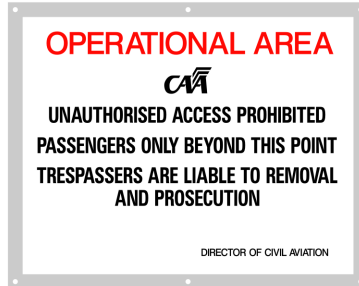 OPERATIONAL AREA
CAA
UNAUTHORISED ACCESS PROHIBITED
PASSENGERS ONLY BEYOND THIS POINT
TRESPASSERS ARE LIABLE TO REMOVAL
AND PROSECUTION
DIRECTOR OF CIVIL AVIATION